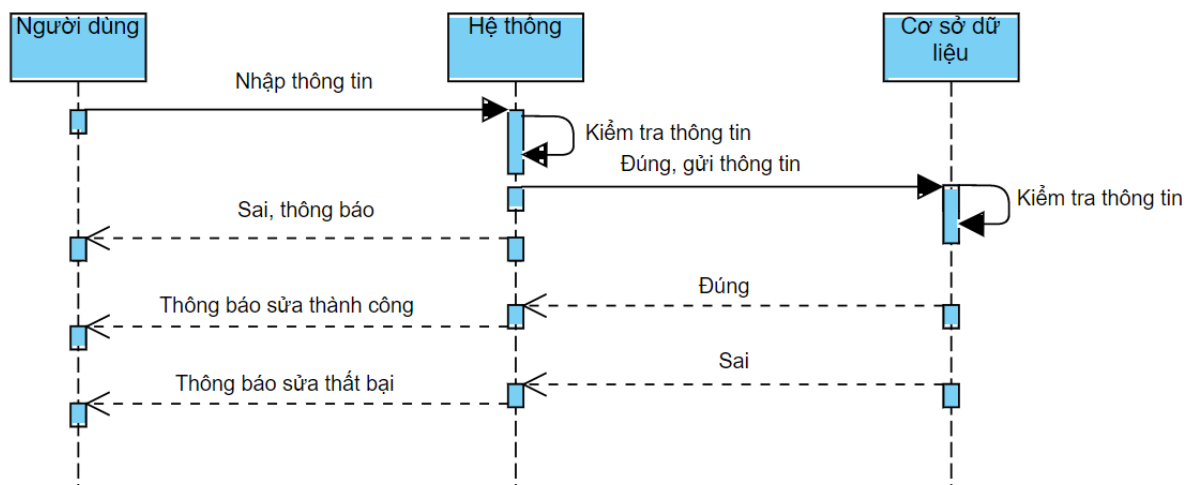 Người dùng
Hệ thống
Cơ sở dữ
liệu
Nhập thông tin
Kiểm tra thông tin
Đúng, gửi thông tin
Kiểm tra thông tin
Sai, thông báo
Đúng
Thông báo sửa thành công
Sai
Thông báo sửa thất bại